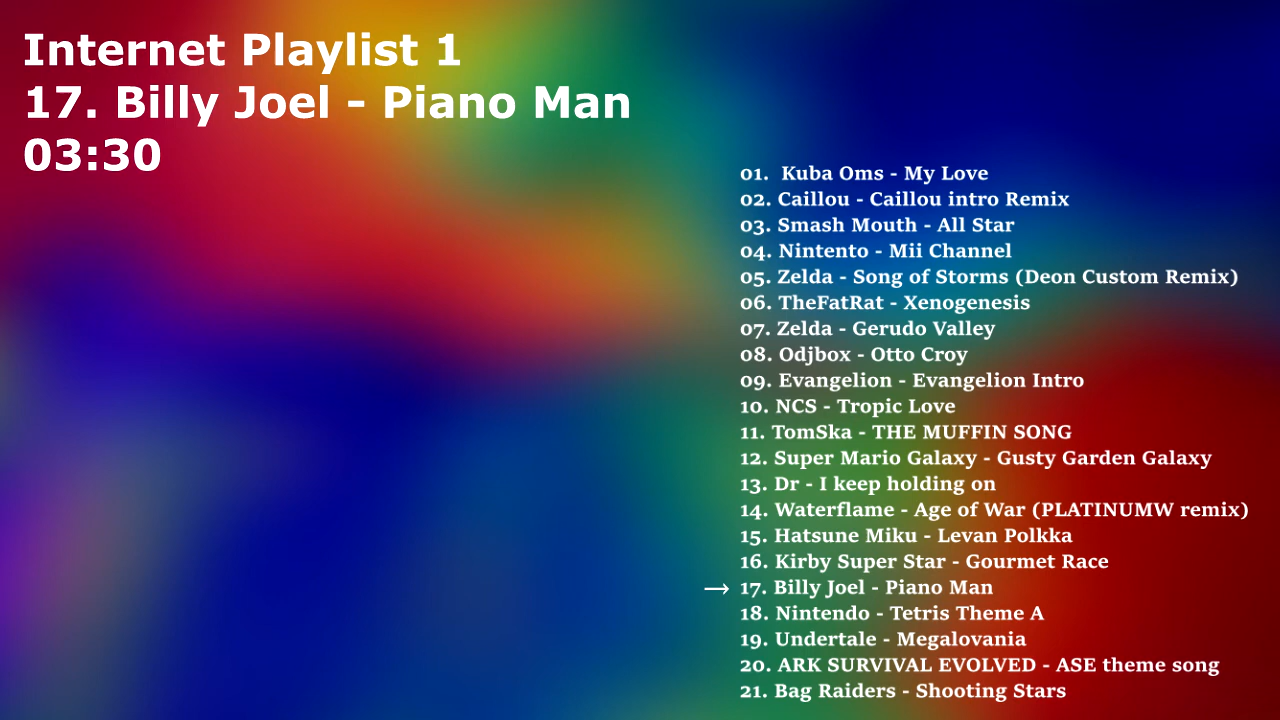 Internet Playlist 1
17. Billy Joel - Piano Man
03:30
01.  Kuba Oms - My Love
02. Caillou - Caillou intro Remix
03. Smash Mouth - All Star
04. Nintento - Mii Channel
05. Zelda - Song of Storms (Deon Custom Remix)
06. TheFatRat - Xenogenesis
07. Zelda - Gerudo Valley
08. Odjbox - Otto Croy
09. Evangelion - Evangelion Intro
10. NCS - Tropic Love
11. TomSka - THE MUFFIN SONG
12. Super Mario Galaxy - Gusty Garden Galaxy
13. Dr - I keep holding on
14. Waterflame - Age of War (PLATINUMW remix)
15. Hatsune Miku - Levan Polkka
16. Kirby Super Star - Gourmet Race
→ 17. Billy Joel - Piano Man
18. Nintendo - Tetris Theme A
19. Undertale - Megalovania
20. ARK SURVIVAL EVOLVED - ASE theme song
21. Bag Raiders - Shooting Stars